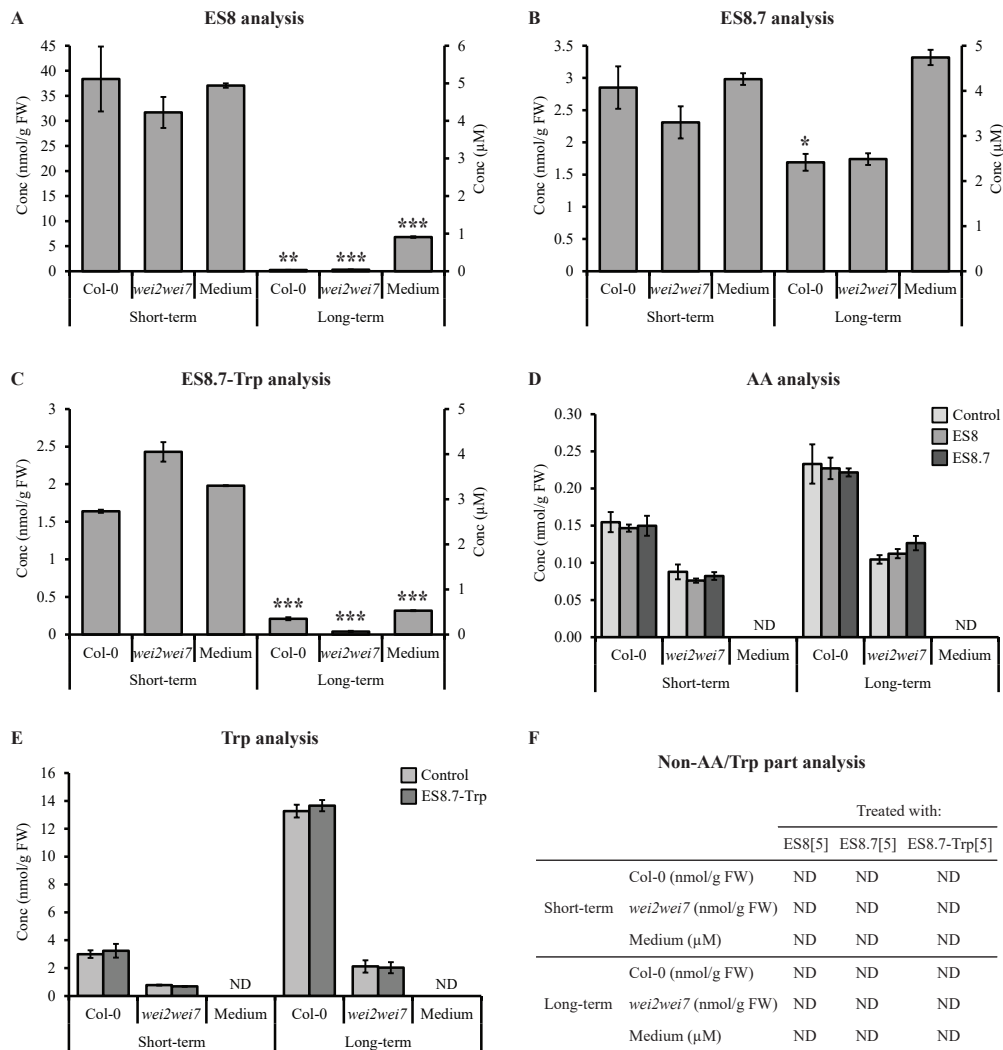 A
ES8 analysis
Conc (nmol/g FW)
45
40
35
30
25
20
15
10
5
0
6
5
4
3
2
1
0
Conc (µM)
** *** ***
Col-0 wei2wei7 Medium Col-0 wei2wei7 Medium
Short-term Long-term
B
ES8.7 analysis
Conc (nmol/g FW)
3.5
3
2.5
2
1.5
1
0.5
0
5
4
3
2
1
0
Conc (µM)
*
Col-0 wei2wei7 Medium Col-0 wei2wei7 Medium
Short-term Long-term
C
ES8.7-Trp analysis
Conc (nmol/g FW)
3
2.5
2
1.5
1
0.5
0
5
4
3
2
1
0
Conc (µM)
*** *** ***
Col-0 wei2wei7 Medium Col-0 wei2wei7 Medium
Short-term Long-term
D
AA analysis
Conc (nmol/g FW)
0.30
0.25
0.20
0.15
0.10
0.05
0.00
Control
ES8
ES8.7
ND ND
Col-0 wei2wei7 Medium Col-0 wei2wei7 Medium
Short-term Long-term
E
Trp analysis
Conc (nmol/g FW)
16
14
12
10
8
6
4
2
0
Control
ES8.7-Trp
ND ND
Col-0 wei2wei7 Medium Col-0 wei2wei7 Medium
Short-term Long-term
F
Non-AA/Trp part analysis
Treated with:
ES8[5] ES8.7[5] ES8.7-Trp[5]
Col-0 (nmol/g FW) ND ND ND
Short-term wei2wei7 (nmol/g FW) ND ND ND
Medium (µM) ND ND ND
Col-0 (nmol/g FW) ND ND ND
Long-term wei2wei7 (nmol/g FW) ND ND ND
Medium (µM) ND ND ND